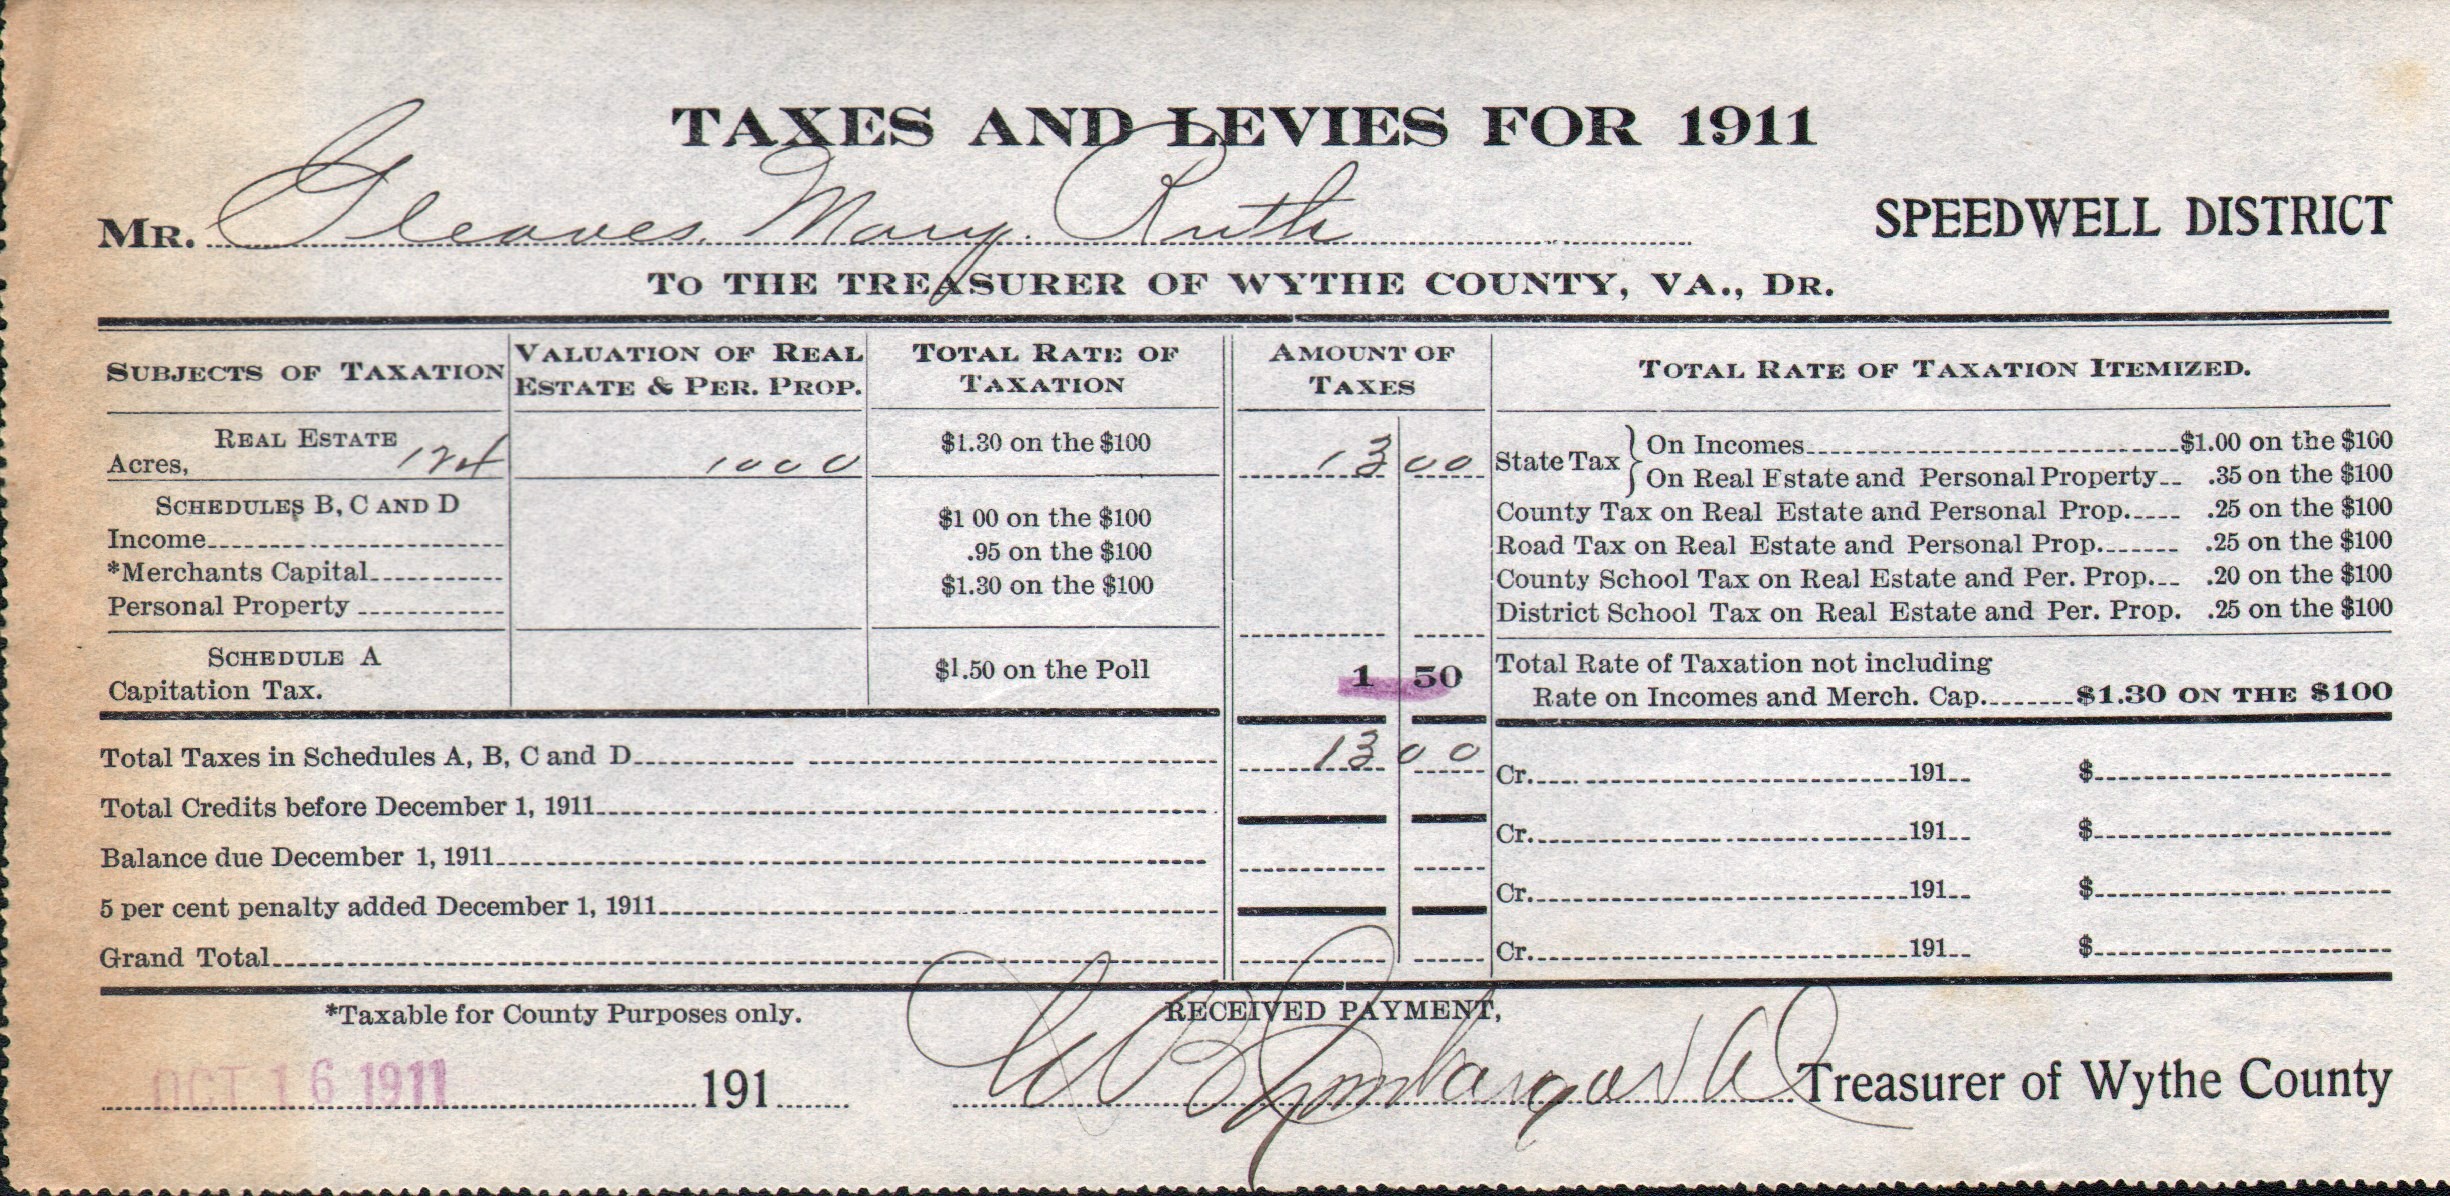 TAXES AND LEVIES FOR 1911
MR. Gleaves, Mary Ruth
SPEEDWELL DISTRICT
TO THE TREASURER OF WYTHE COUNTY, VA., DR.
SUBJECTS OF TAXATION
VALUATION OF REAL ESTATE & PER. PROP.
TOTAL RATE OF TAXATION
AMOUNT OF TAXES
TOTAL RATE OF TAXATION ITEMIZED.
REAL ESTATE
Acres, 124 1000 $1.30 on the $100 13 00
SCHEDULES B, C AND D
Income $1 00 on the $100
*Merchants Capital .95 on the $100
Personal Property $1.30 on the $100
SCHEDULE A
Capitation Tax. $1.50 on the Poll 1 50
State Tax } On Incomes $1.00 on the $100
On Real Estate and Personal Property .35 on the $100
County Tax on Real Estate and Personal Prop. .25 on the $100
Road Tax on Real Estate and Personal Prop. .25 on the $100
County School Tax on Real Estate and Per. Prop. .20 on the $100
District School Tax on Real Estate and Per. Prop. .25 on the $100
Total Rate of Taxation not including
Rate on Incomes and Merch. Cap. $1.30 ON THE $100
Total Taxes in Schedules A, B, C and D 13 00
Total Credits before December 1, 1911
Balance due December 1, 1911
5 per cent penalty added December 1, 1911
Grand Total
Cr. 191 $
Cr. 191 $
Cr. 191 $
Cr. 191 $
*Taxable for County Purposes only.
RECEIVED PAYMENT,
OCT 16 1911 191
Treasurer of Wythe County